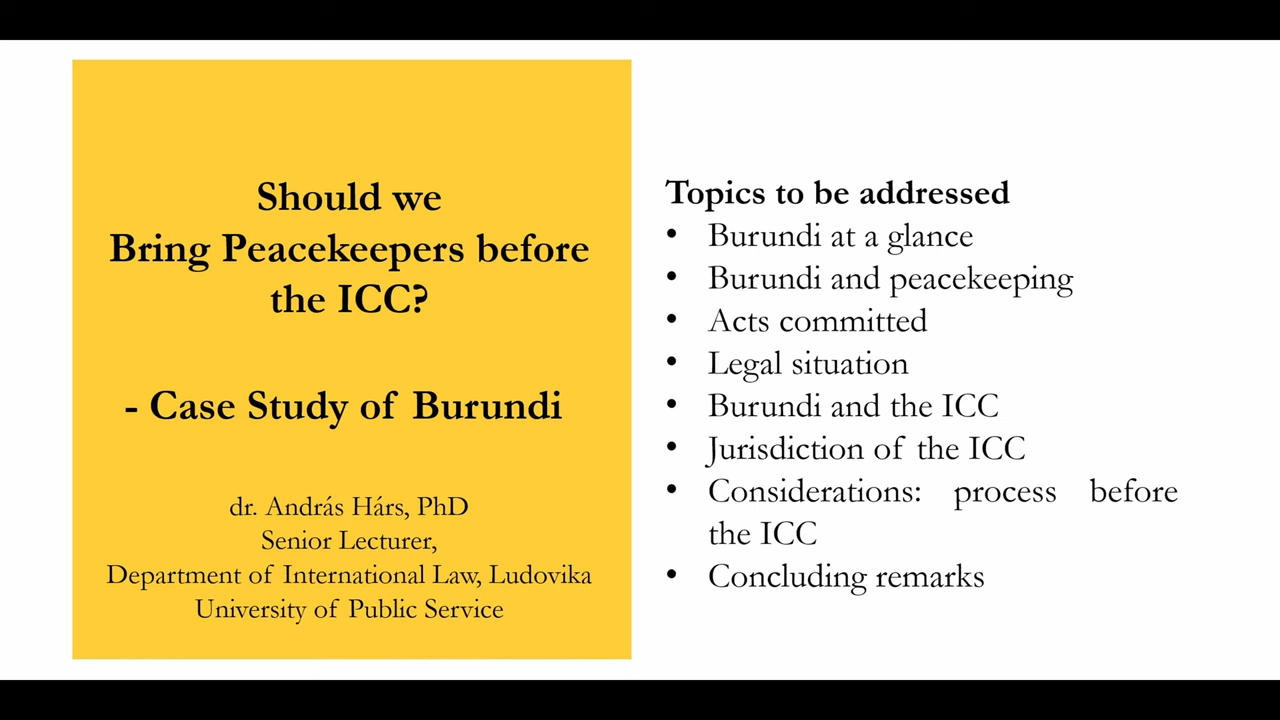 Should we
Bring Peacekeepers before
the ICC?
- Case Study of Burundi
dr. András Hárs, PhD
Senior Lecturer,
Department of International Law, Ludovika
University of Public Service
Topics to be addressed
• Burundi at a glance
• Burundi and peacekeeping
• Acts committed
• Legal situation
• Burundi and the ICC
• Jurisdiction of the ICC
• Considerations: process before
the ICC
• Concluding remarks